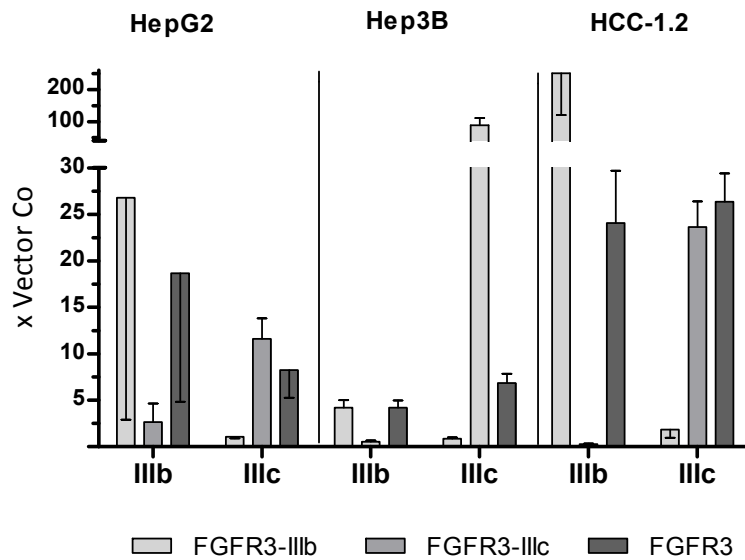 HepG2 Hep3B HCC-1.2
200
100
30
25
20
15
10
5
x Vector Co
IIIb IIIc IIIb IIIc IIIb IIIc
FGFR3-IIIb FGFR3-IIIc FGFR3